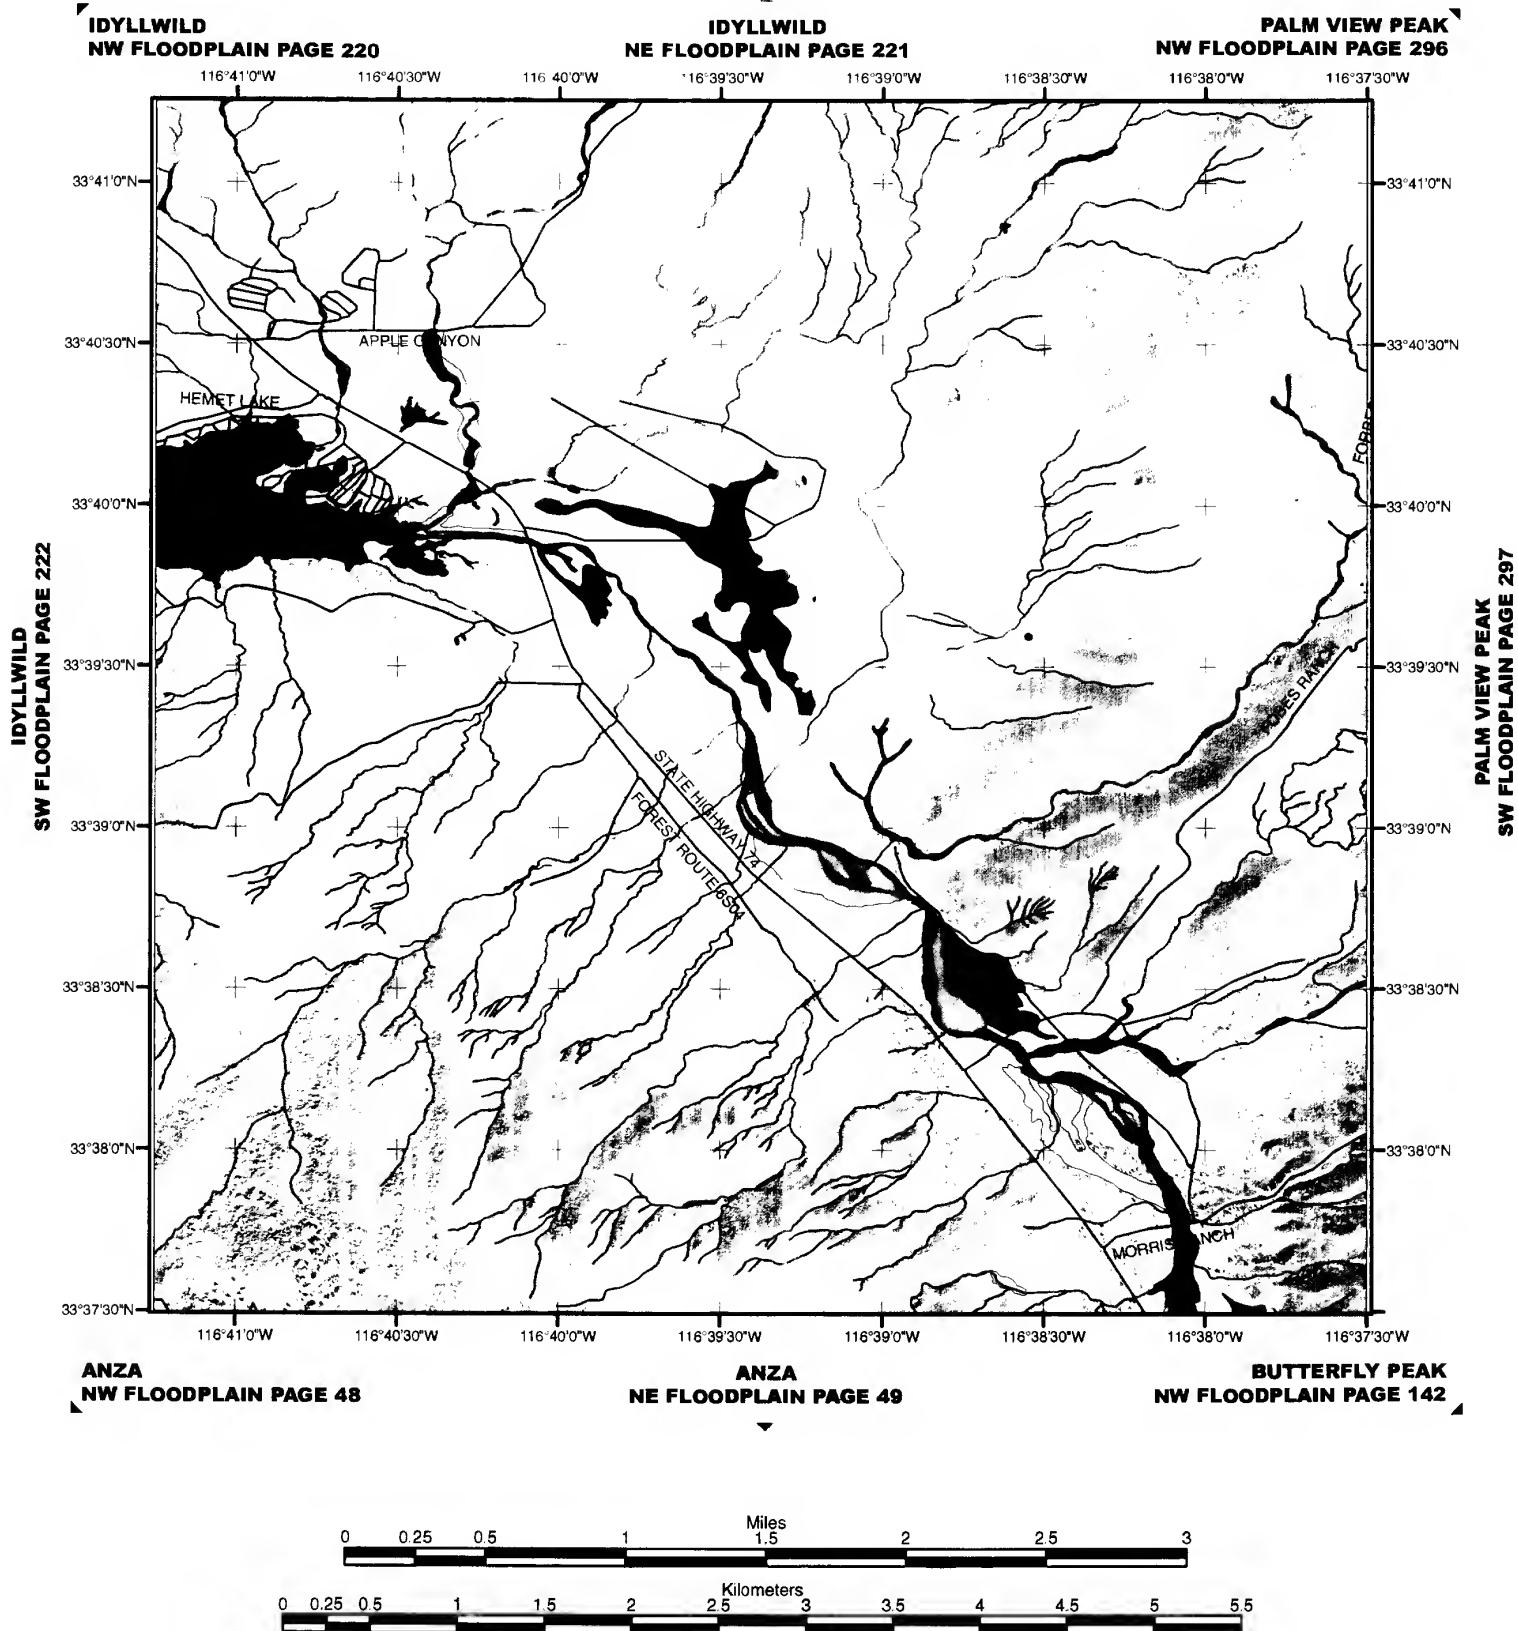 IDYLLWILD
NW FLOODPLAIN PAGE 220
IDYLLWILD
NE FLOODPLAIN PAGE 221
PALM VIEW PEAK
NW FLOODPLAIN PAGE 296
116°41'0"W 116°40'30"W 116 40'0"W 116°39'30"W 116°39'0"W 116°38'30"W 116°38'0"W 116°37'30"W
33°41'0"N 33°41'0"N
33°40'30"N 33°40'30"N
APPLE CANYON
HEMET LAKE
33°40'0"N 33°40'0"N
IDYLLWILD
SW FLOODPLAIN PAGE 222
PALM VIEW PEAK
SW FLOODPLAIN PAGE 297
33°39'30"N 33°39'30"N
FOBES RANCH
STATE HIGHWAY 74
FOREST ROUTE 6S04
33°39'0"N 33°39'0"N
33°38'30"N 33°38'30"N
33°38'0"N 33°38'0"N
MORRIS RANCH
33°37'30"N
116°41'0"W 116°40'30"W 116°40'0"W 116°39'30"W 116°39'0"W 116°38'30"W 116°38'0"W 116°37'30"W
ANZA
NW FLOODPLAIN PAGE 48
ANZA
NE FLOODPLAIN PAGE 49
BUTTERFLY PEAK
NW FLOODPLAIN PAGE 142
Miles
0 0.25 0.5 1 1.5 2 2.5 3
Kilometers
0 0.25 0.5 1 1.5 2 2.5 3 3.5 4 4.5 5 5.5